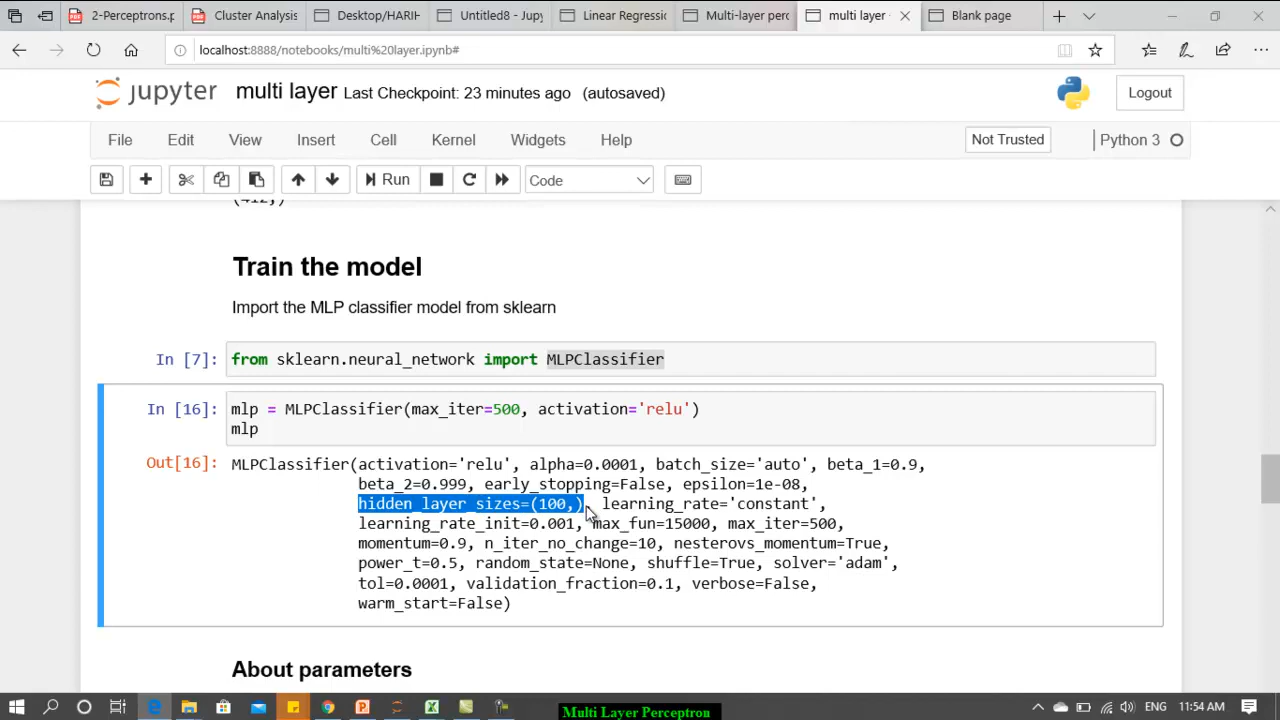 2-Perceptrons.p
Cluster Analysis
Desktop/HARIH
Untitled8 - Jupy
Linear Regressic
Multi-layer perc
multi layer
Blank page
localhost:8888/notebooks/multi%20layer.ipynb#
jupyter multi layer Last Checkpoint: 23 minutes ago (autosaved)
Logout
File Edit View Insert Cell Kernel Widgets Help
Not Trusted
Python 3
Run
Code
(412,)
Train the model
Import the MLP classifier model from sklearn
In [7]: from sklearn.neural_network import MLPClassifier
In [16]: mlp = MLPClassifier(max_iter=500, activation='relu')
mlp
Out[16]: MLPClassifier(activation='relu', alpha=0.0001, batch_size='auto', beta_1=0.9,
beta_2=0.999, early_stopping=False, epsilon=1e-08,
hidden_layer_sizes=(100,), learning_rate='constant',
learning_rate_init=0.001, max_fun=15000, max_iter=500,
momentum=0.9, n_iter_no_change=10, nesterovs_momentum=True,
power_t=0.5, random_state=None, shuffle=True, solver='adam',
tol=0.0001, validation_fraction=0.1, verbose=False,
warm_start=False)
About parameters
Multi Layer Perceptron
ENG 11:54 AM